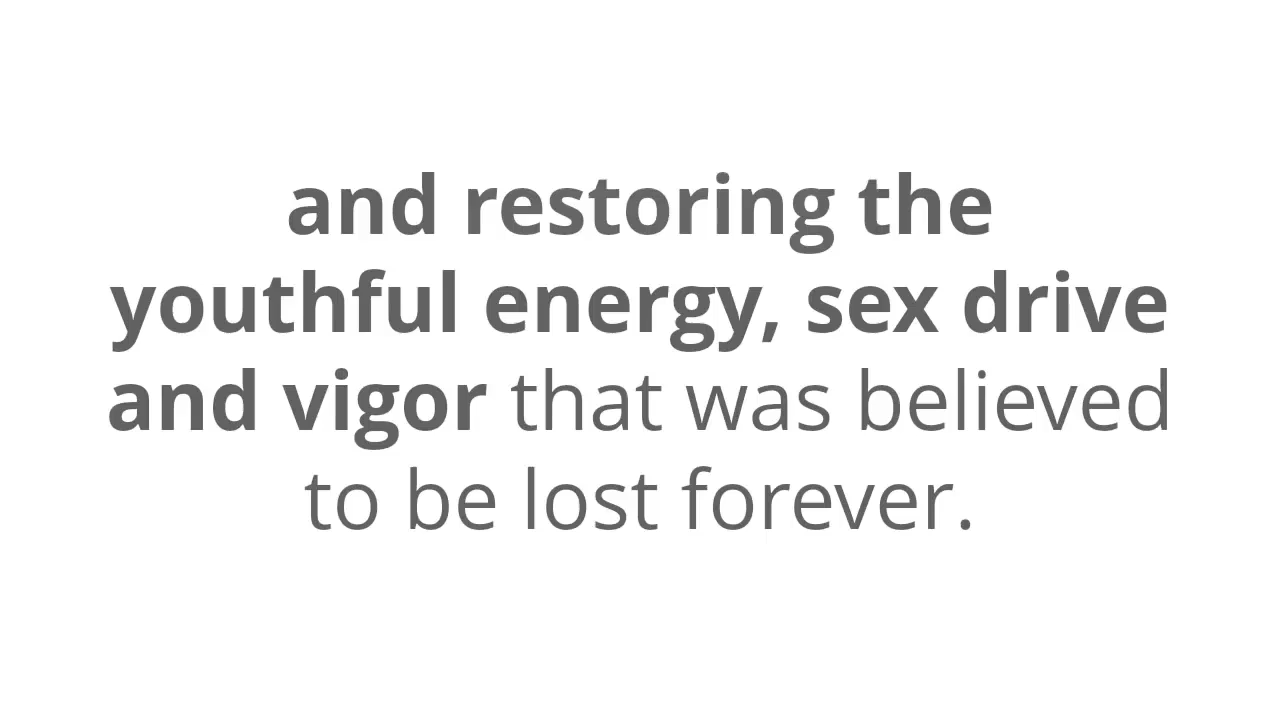 and restoring the
youthful energy, sex drive
and vigor that was believed
to be lost forever.